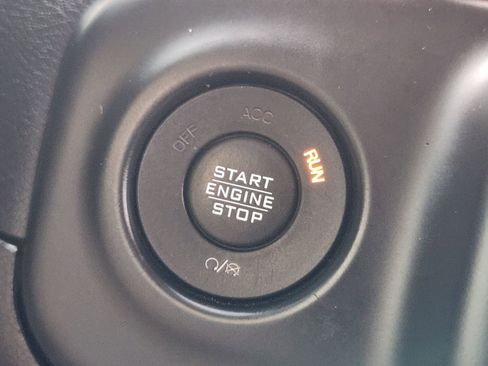 OFF
ACC
RUN
START
ENGINE
STOP